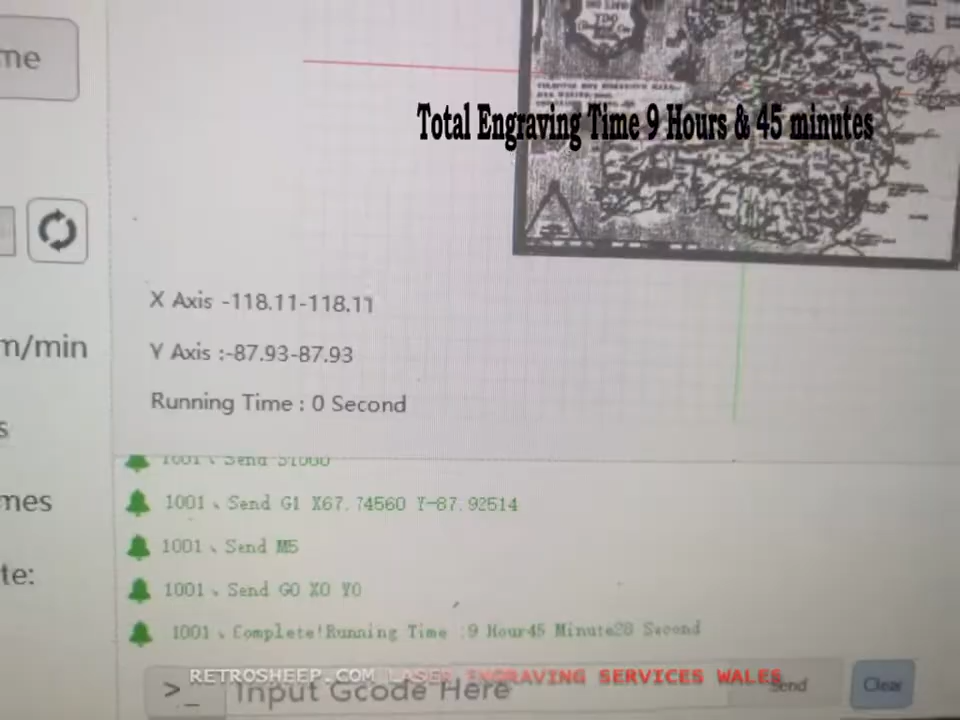 me
Total Engraving Time 9 Hours & 45 minutes
X Axis -118.11-118.11
m/min
Y Axis :-87.93-87.93
Running Time : 0 Second
s
1001 、Send S1000
mes
1001 、Send G1 X67.74560 Y-87.92514
1001 、Send M5
te:
1001 、Send G0 X0 Y0
1001 、Complete!Running Time :9 Hour45 Minute28 Second
RETROSHEEP.COM LASER ENGRAVING SERVICES WALES
>_ Input Gcode Here Send Clear